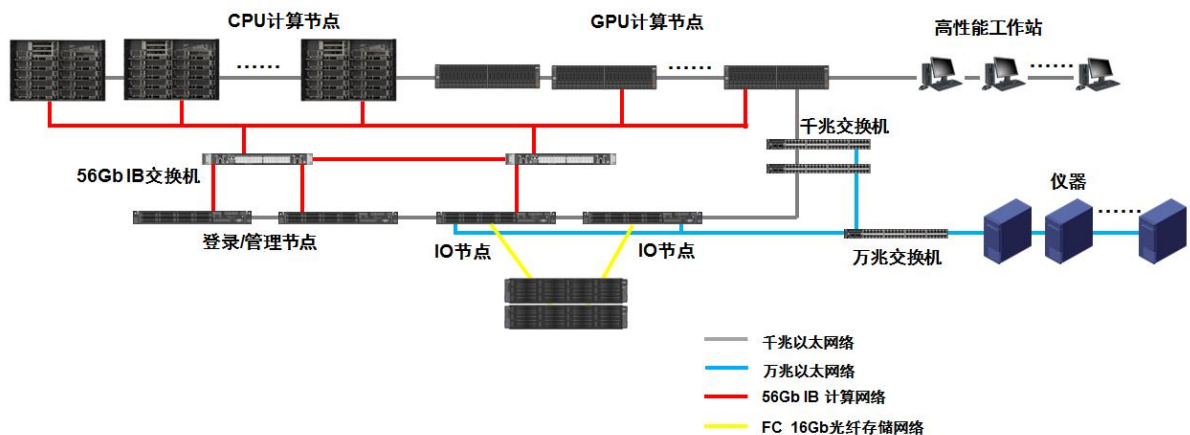 CPU计算节点
GPU计算节点
高性能工作站
千兆交换机
56Gb IB交换机
仪器
登录/管理节点
IO节点
IO节点
万兆交换机
千兆以太网络
万兆以太网络
56Gb IB 计算网络
FC 16Gb光纤存储网络